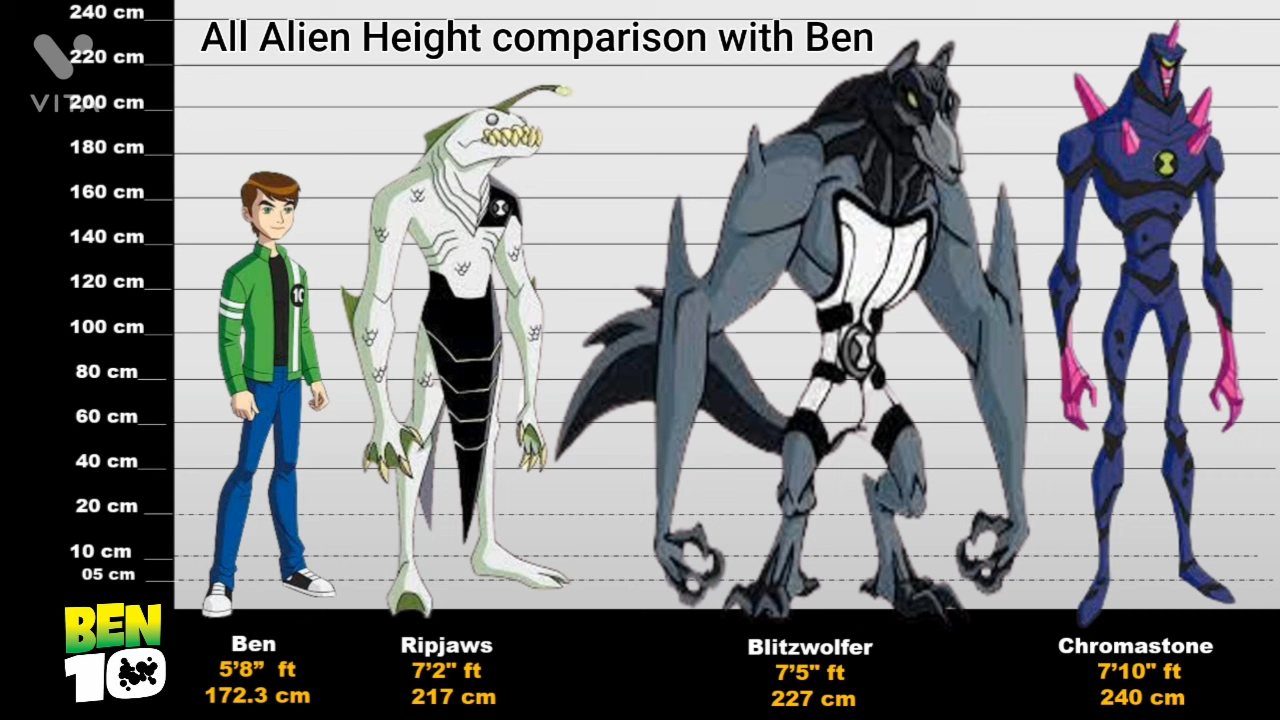 All Alien Height comparison with Ben
240 cm
220 cm
VITA
200 cm
180 cm
160 cm
140 cm
120 cm
100 cm
80 cm
60 cm
40 cm
20 cm
10 cm
05 cm
10
BEN
10
Ben
5’8” ft
172.3 cm
Ripjaws
7’2" ft
217 cm
Blitzwolfer
7’5" ft
227 cm
Chromastone
7’10" ft
240 cm